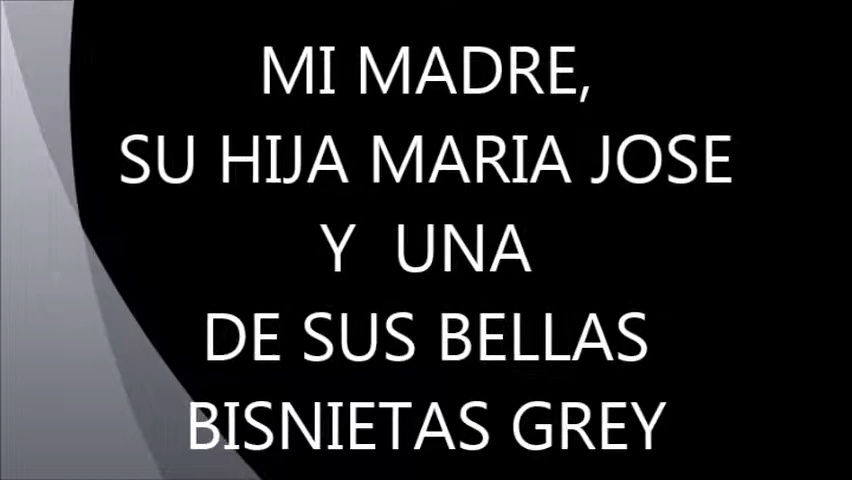 MI MADRE,
SU HIJA MARIA JOSE
Y UNA
DE SUS BELLAS
BISNIETAS GREY